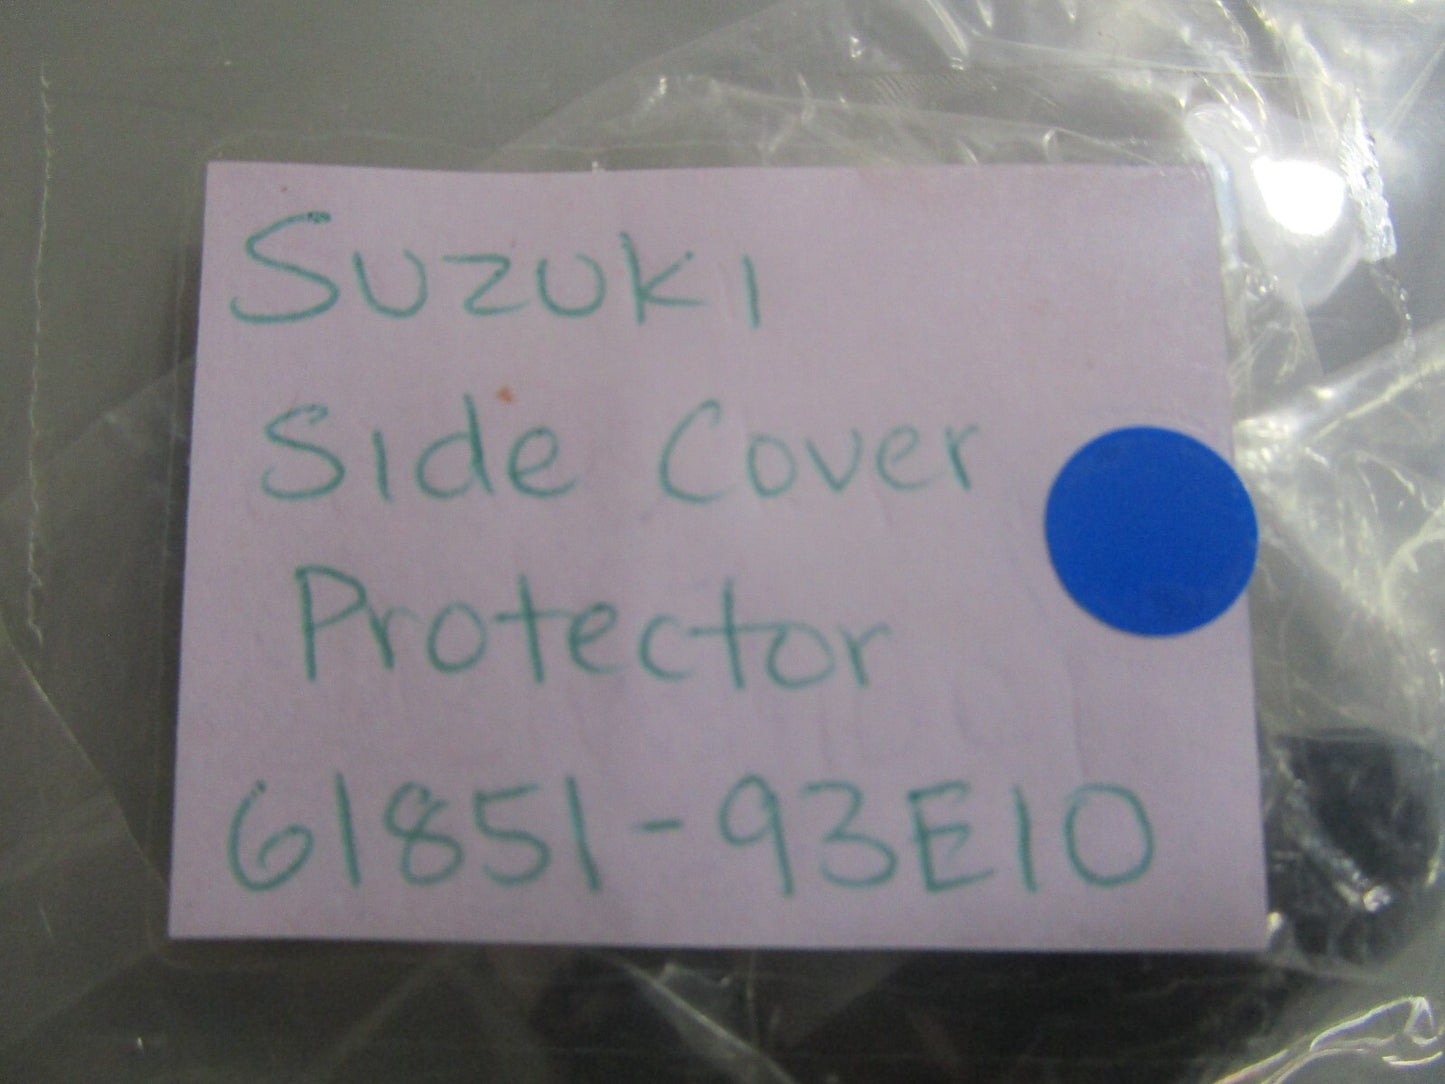 Suzuki
Side Cover
Protector
61851-93E10